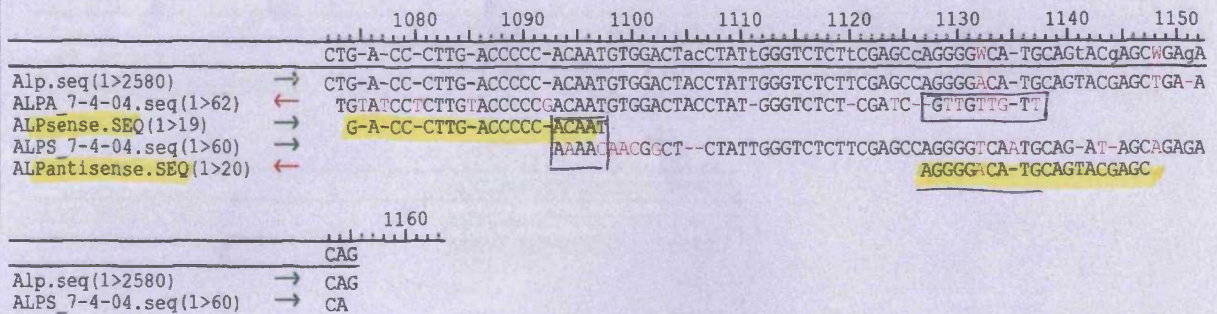 1080 1090 1100 1110 1120 1130 1140 1150
CTG-A-CC-CTTG-ACCCCC-ACAATGTGGACTacCTATtGGGTCTCTtCGAGCcAGGGGWCA-TGCAGtACgAGCWGAgA
Alp.seq(1>2580) → CTG-A-CC-CTTG-ACCCCC-ACAATGTGGACTACCTATTGGGTCTCTTCGAGCCAGGGGACA-TGCAGTACGAGCTGA-A
ALPA_7-4-04.seq(1>62) ← TGTATCCTCTTGTACCCCCGACAATGTGGACTACCTAT-GGGTCTCT-CGATC-FGTTGTTG-TT
ALPsense.SEQ(1>19) → G-A-CC-CTTG-ACCCCC-ACAAT
ALPS_7-4-04.seq(1>60) → AAAACAACGGCT--CTATTGGGTCTCTTCGAGCCAGGGGTCAATGCAG-AT-AGCAGAGA
ALPantisense.SEQ(1>20) ← AGGGGACA-TGCAGTACGAGC
1160
CAG
Alp.seq(1>2580) → CAG
ALPS_7-4-04.seq(1>60) → CA